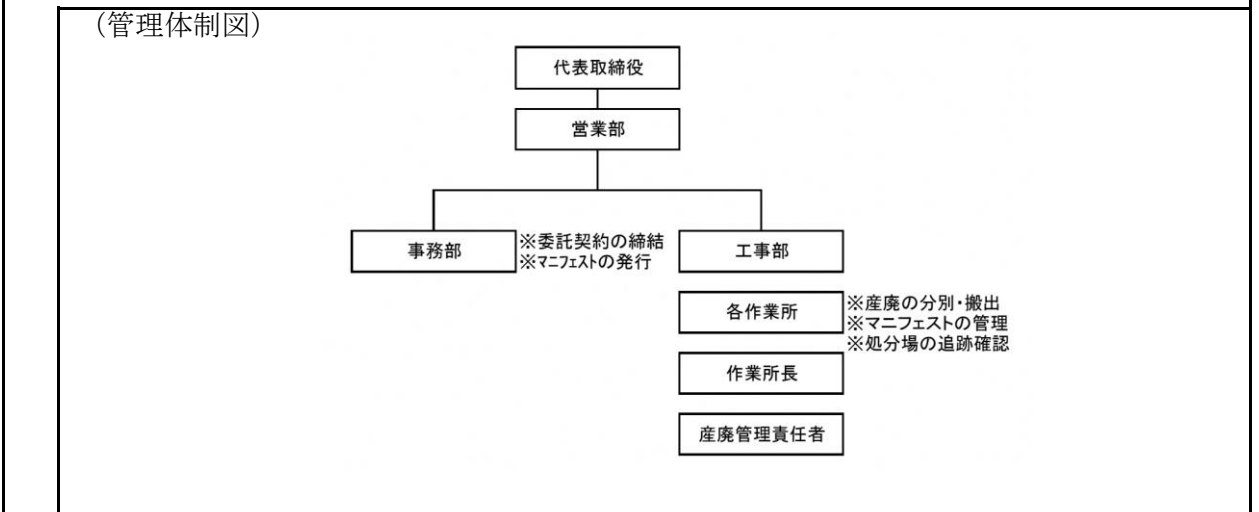 （管理体制図）
代表取締役
営業部
事務部
※委託契約の締結
※マニフェストの発行
工事部
各作業所
※産廃の分別・搬出
※マニフェストの管理
※処分場の追跡確認
作業所長
産廃管理責任者